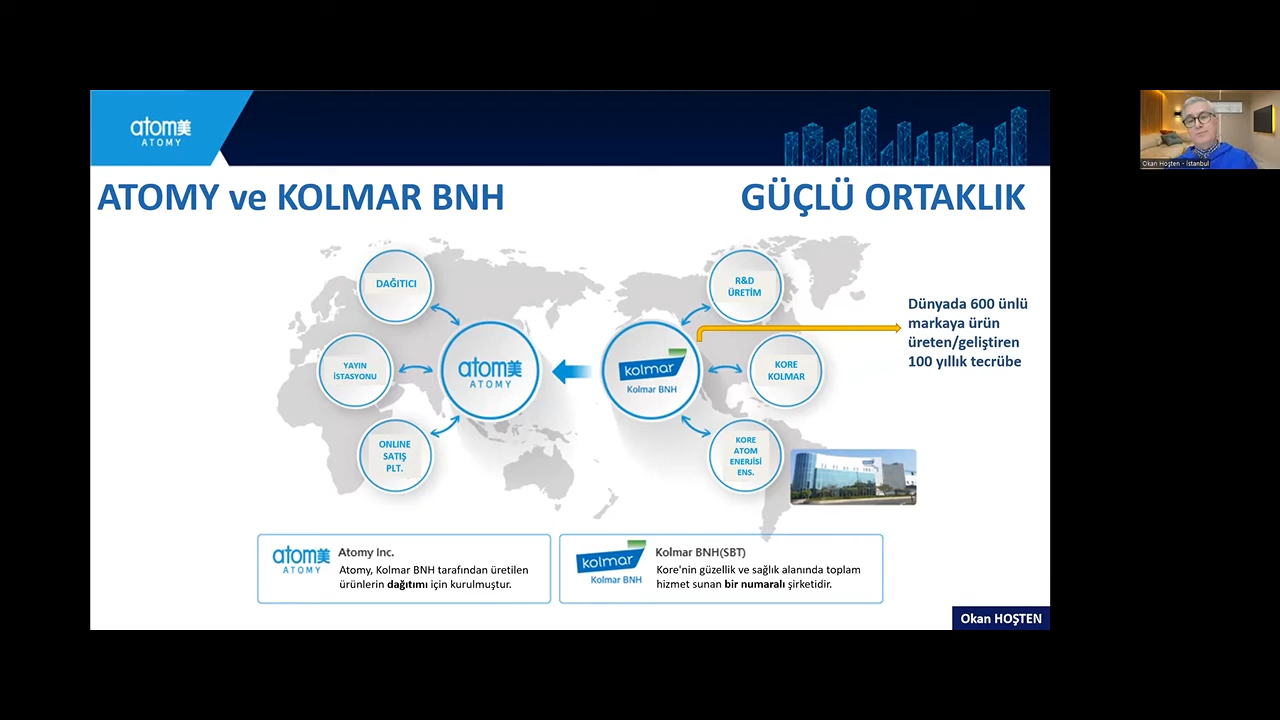 atom美
ATOMY
ATOMY ve KOLMAR BNH
GÜÇLÜ ORTAKLIK
DAĞITICI
YAYIN
İSTASYONU
ONLINE
SATIŞ
PLT.
atom美
ATOMY
kolmar
Kolmar BNH
R&D
ÜRETİM
KORE
KOLMAR
KORE
ATOM
ENERJİSİ
ENS.
Dünyada 600 ünlü
markaya ürün
üreten/geliştiren
100 yıllık tecrübe
atom美
ATOMY
Atomy Inc.
Atomy, Kolmar BNH tarafından üretilen
ürünlerin dağıtımı için kurulmuştur.
kolmar
Kolmar BNH
Kolmar BNH(SBT)
Kore'nin güzellik ve sağlık alanında toplam
hizmet sunan bir numaralı şirketidir.
Okan HOŞTEN
Okan Hoşten - İstanbul